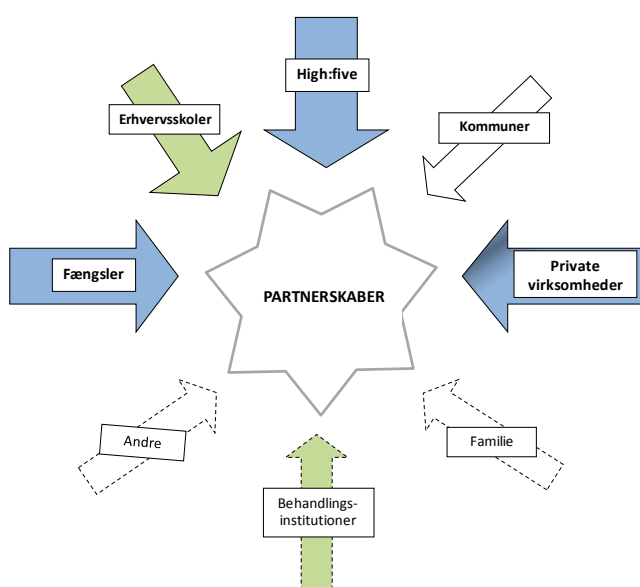 High:five
Erhvervsskoler
Kommuner
Fængsler
PARTNERSKABER
Private
virksomheder
Andre
Familie
Behandlings-
institutioner